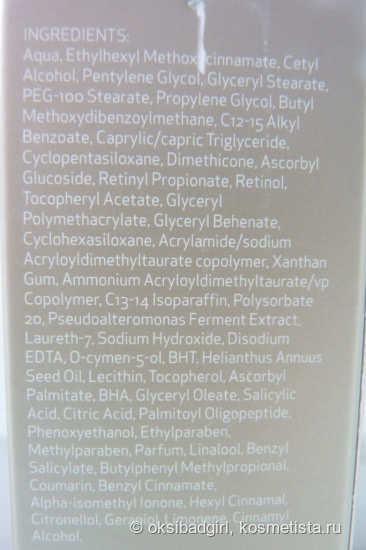 INGREDIENTS:
Aqua, Ethylhexyl Methoxycinnamate, Cetyl
Alcohol, Pentylene Glycol, Glyceryl Stearate,
PEG-100 Stearate, Propylene Glycol, Butyl
Methoxydibenzoylmethane, C12-15 Alkyl
Benzoate, Caprylic/capric Triglyceride,
Cyclopentasiloxane, Dimethicone, Ascorbyl
Glucoside, Retinyl Propionate, Retinol,
Tocopheryl Acetate, Glyceryl
Polymethacrylate, Glyceryl Behenate,
Cyclohexasiloxane, Acrylamide/sodium
Acryloyldimethyltaurate copolymer, Xanthan
Gum, Ammonium Acryloyldimethyltaurate/vp
Copolymer, C13-14 Isoparaffin, Polysorbate
20, Pseudoalteromonas Ferment Extract,
Laureth-7, Sodium Hydroxide, Disodium
EDTA, O-cymen-5-ol, BHT, Helianthus Annuus
Seed Oil, Lecithin, Tocopherol, Ascorbyl
Palmitate, BHA, Glyceryl Oleate, Salicylic
Acid, Citric Acid, Palmitoyl Oligopeptide,
Phenoxyethanol, Ethylparaben,
Methylparaben, Parfum, Linalool, Benzyl
Salicylate, Butylphenyl Methylpropional,
Coumarin, Benzyl Cinnamate,
Alpha-isomethyl Ionone, Hexyl Cinnamal,
Citronellol, Geraniol, Limonene, Cinnamyl
Alcohol.
© oksibadgirl, kosmetista.ru